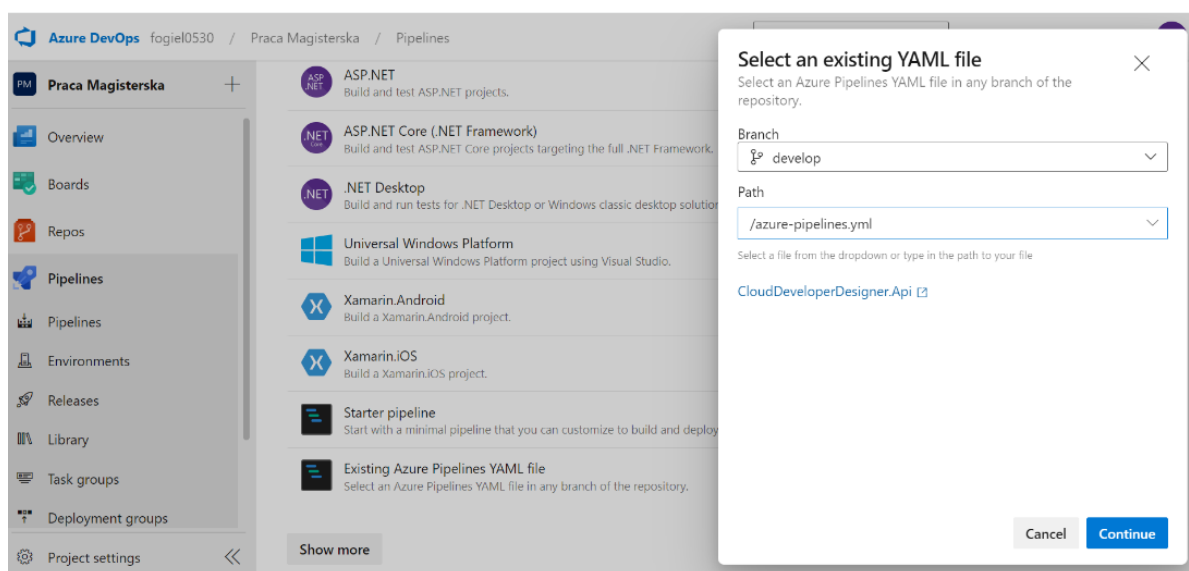 Azure DevOps fogiel0530 / Praca Magisterska / Pipelines
PM Praca Magisterska
Overview
Boards
Repos
Pipelines
Pipelines
Environments
Releases
Library
Task groups
Deployment groups
Project settings
ASP.NET
ASP.NET
Build and test ASP.NET projects.
.NET Core
ASP.NET Core (.NET Framework)
Build and test ASP.NET Core projects targeting the full .NET Framework.
.NET
.NET Desktop
Build and run tests for .NET Desktop or Windows classic desktop solution
Universal Windows Platform
Build a Universal Windows Platform project using Visual Studio.
Xamarin.Android
Build a Xamarin.Android project.
Xamarin.iOS
Build a Xamarin.iOS project.
Starter pipeline
Start with a minimal pipeline that you can customize to build and deploy
Existing Azure Pipelines YAML file
Select an Azure Pipelines YAML file in any branch of the repository.
Show more
Select an existing YAML file
Select an Azure Pipelines YAML file in any branch of the
repository.
Branch
develop
Path
/azure-pipelines.yml
Select a file from the dropdown or type in the path to your file
CloudDeveloperDesigner.Api
Cancel
Continue